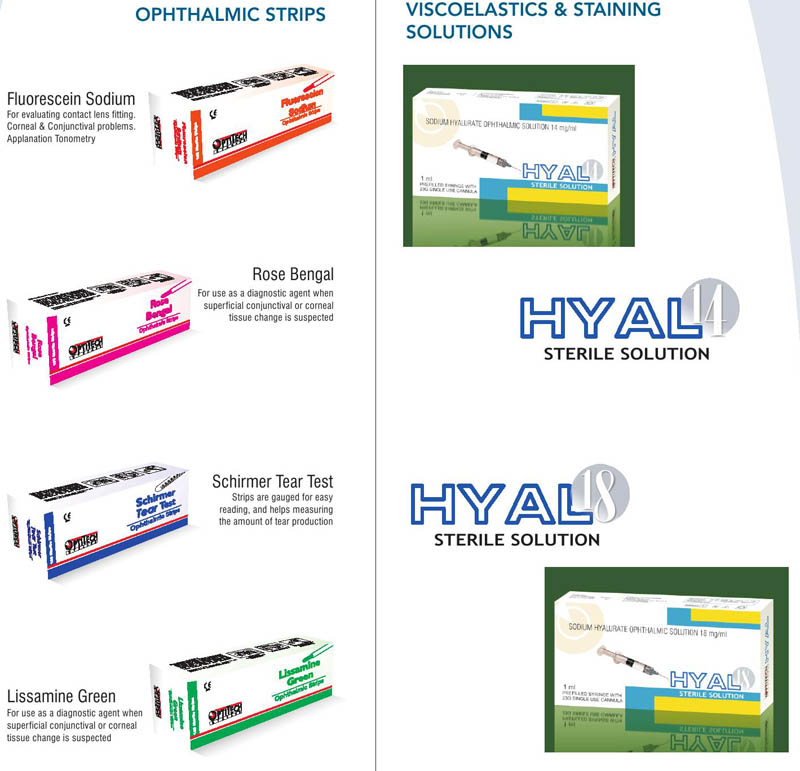 OPHTHALMIC STRIPS
Fluorescein Sodium
For evaluating contact lens fitting.
Corneal & Conjunctival problems.
Applanation Tonometry
Fluorescien
Sodium
Ophthalmic Strips
OPTITECH
Rose Bengal
For use as a diagnostic agent when
superficial conjunctival or corneal
tissue change is suspected
Rose
Bengal
Ophthalmic Strips
OPTITECH
Schirmer Tear Test
Strips are gauged for easy
reading, and helps measuring
the amount of tear production
Schirmer
Tear Test
Ophthalmic Strips
OPTITECH
Lissamine Green
For use as a diagnostic agent when
superficial conjunctival or corneal
tissue change is suspected
Lissamine
Green
Ophthalmic Strips
OPTITECH
VISCOELASTICS & STAINING
SOLUTIONS
SODIUM HYALURATE OPHTHALMIC SOLUTION 14 mg/ml
HYAL 14
STERILE SOLUTION
1 ml
PREFILLED SYRINGE WITH
23G SINGLE USE CANNULA
HYAL 14
STERILE SOLUTION
HYAL 18
STERILE SOLUTION
SODIUM HYALURATE OPHTHALMIC SOLUTION 18 mg/ml
HYAL 18
STERILE SOLUTION
1 ml
PREFILLED SYRINGE WITH
23G SINGLE USE CANNULA